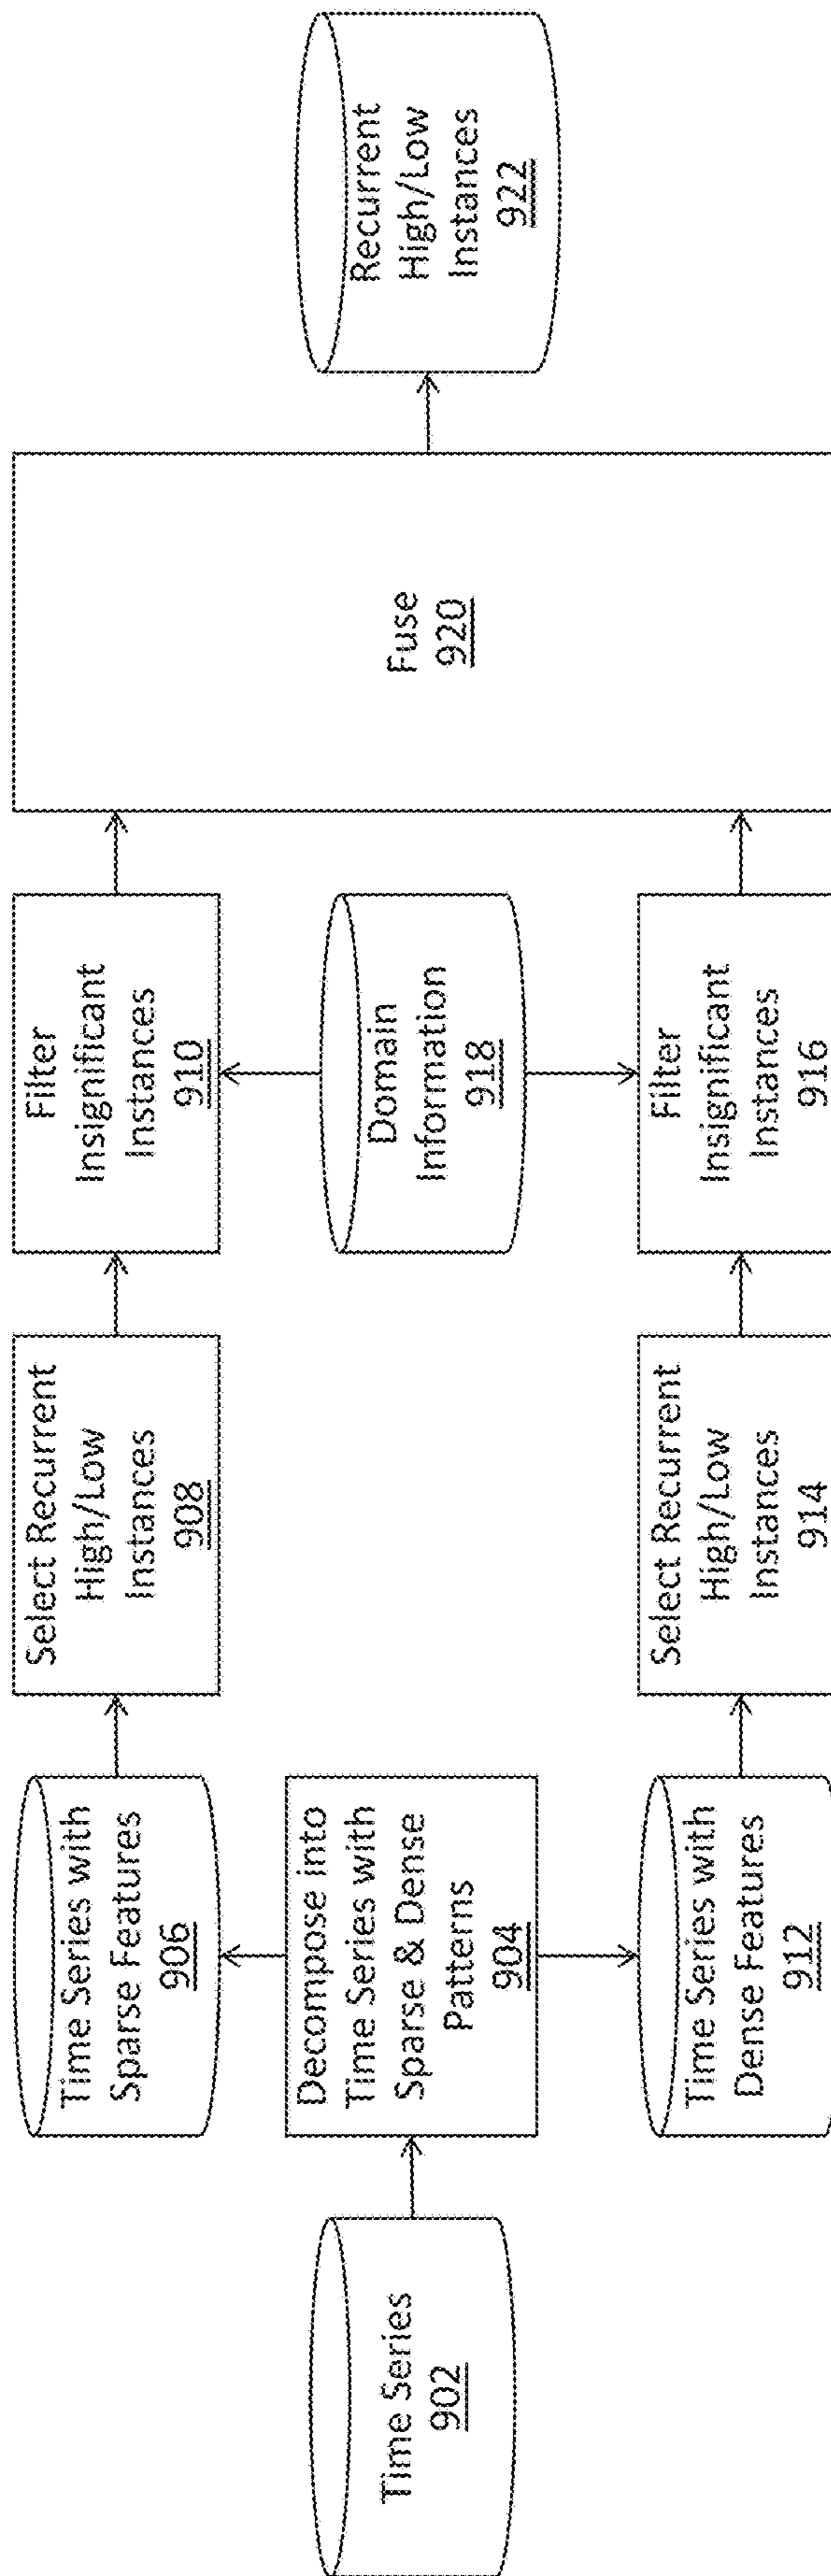 Time Series
902
Decompose into
Time Series with
Sparse & Dense
Patterns
904
Time Series with
Sparse Features
906
Select Recurrent
High/Low
Instances
908
Filter
Insignificant
Instances
910
Time Series with
Dense Features
912
Select Recurrent
High/Low
Instances
914
Filter
Insignificant
Instances
916
Domain
Information
918
Fuse
920
Recurrent
High/Low
Instances
922